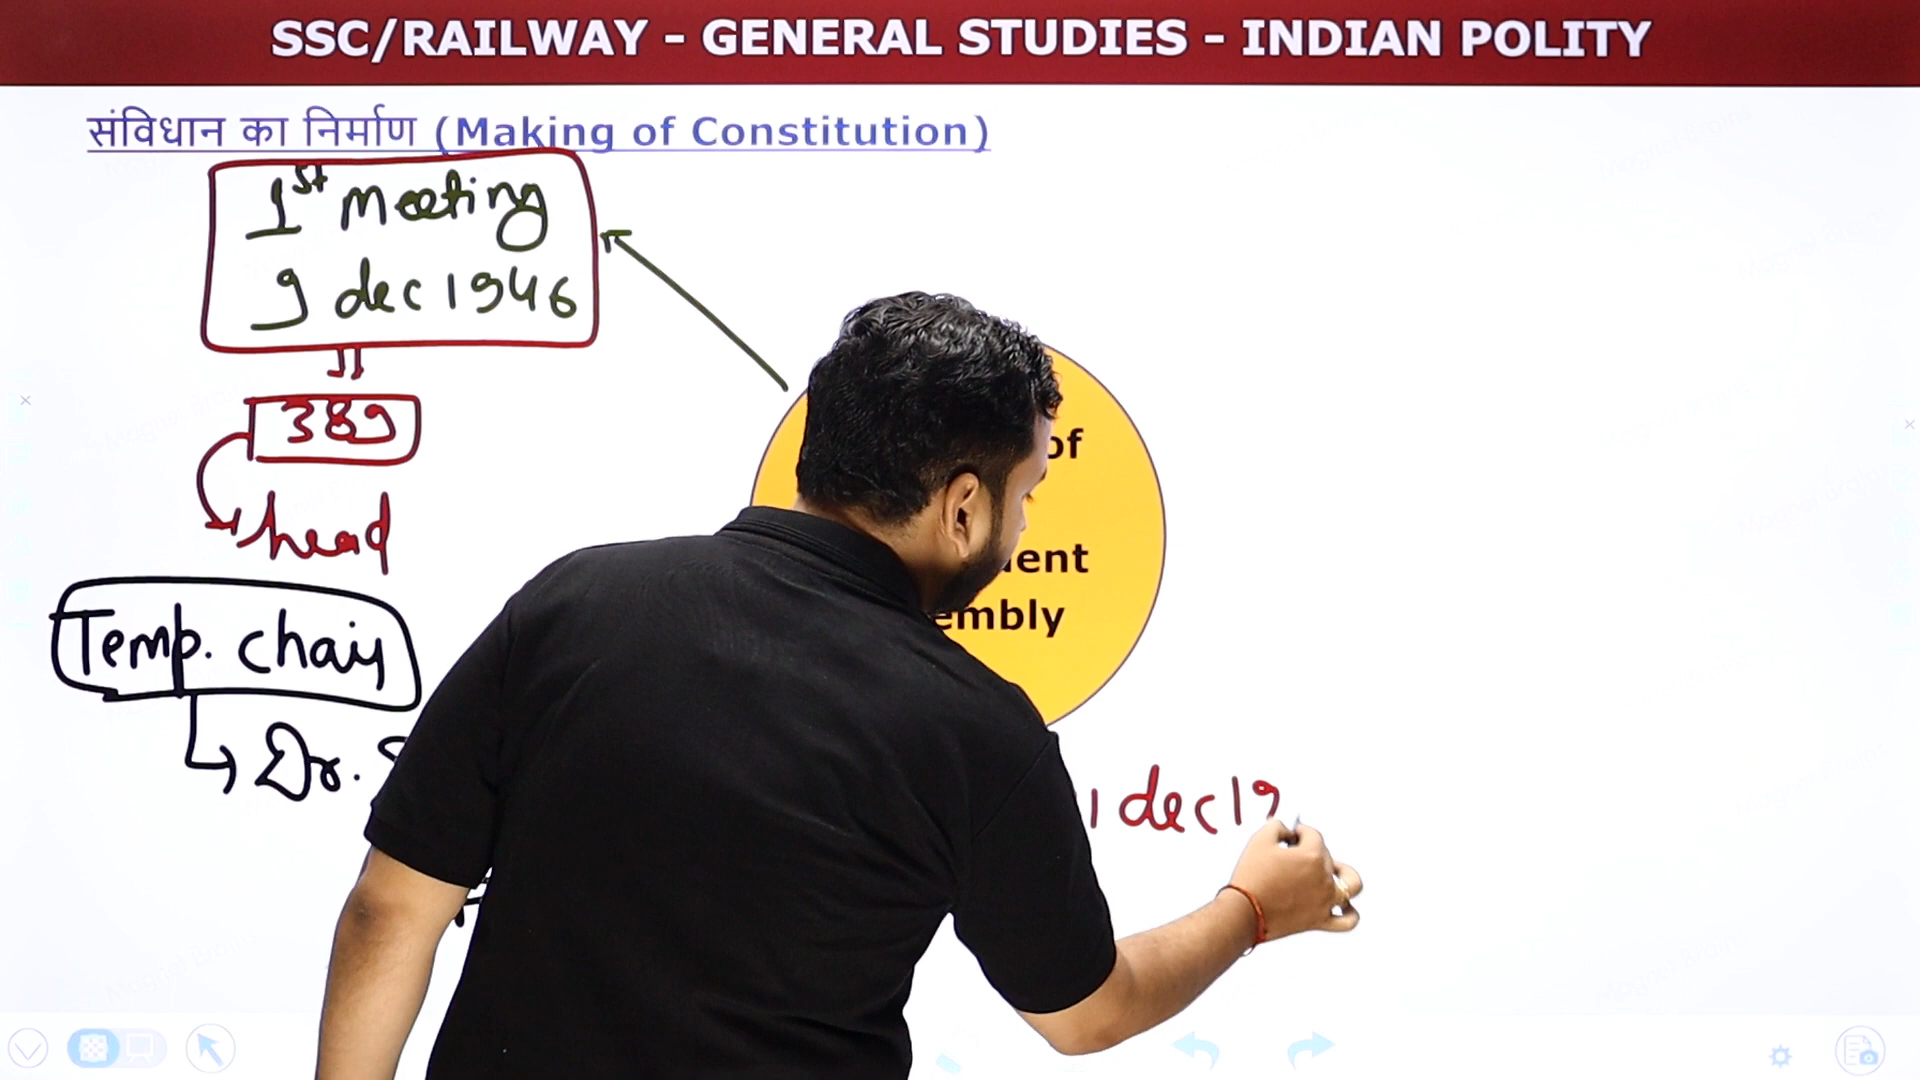 SSC/RAILWAY - GENERAL STUDIES - INDIAN POLITY
संविधान का निर्माण (Making of Constitution)
1st meeting
9 dec 1946
389
head
Temp. chair
Dr.
of
ent
embly
1 dec 19